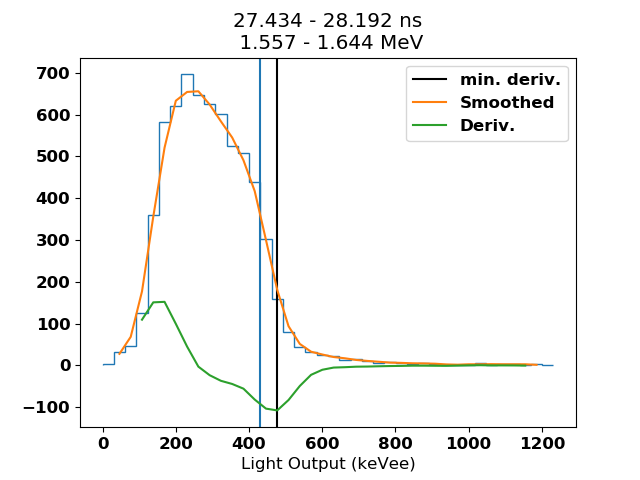 27.434 - 28.192 ns
1.557 - 1.644 MeV
min. deriv.
Smoothed
Deriv.
700
600
500
400
300
200
100
0
−100
0 200 400 600 800 1000 1200
Light Output (keVee)